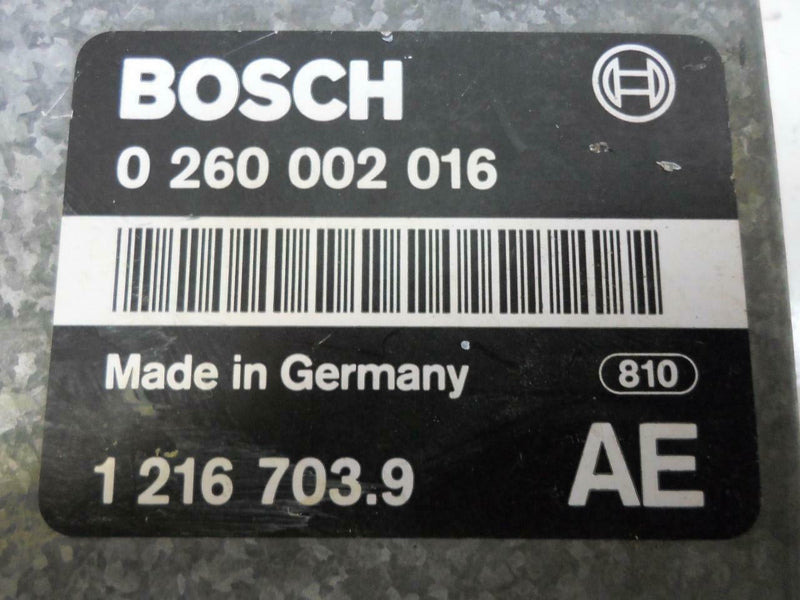 BOSCH
0 260 002 016
Made in Germany 810
1 216 703.9 AE